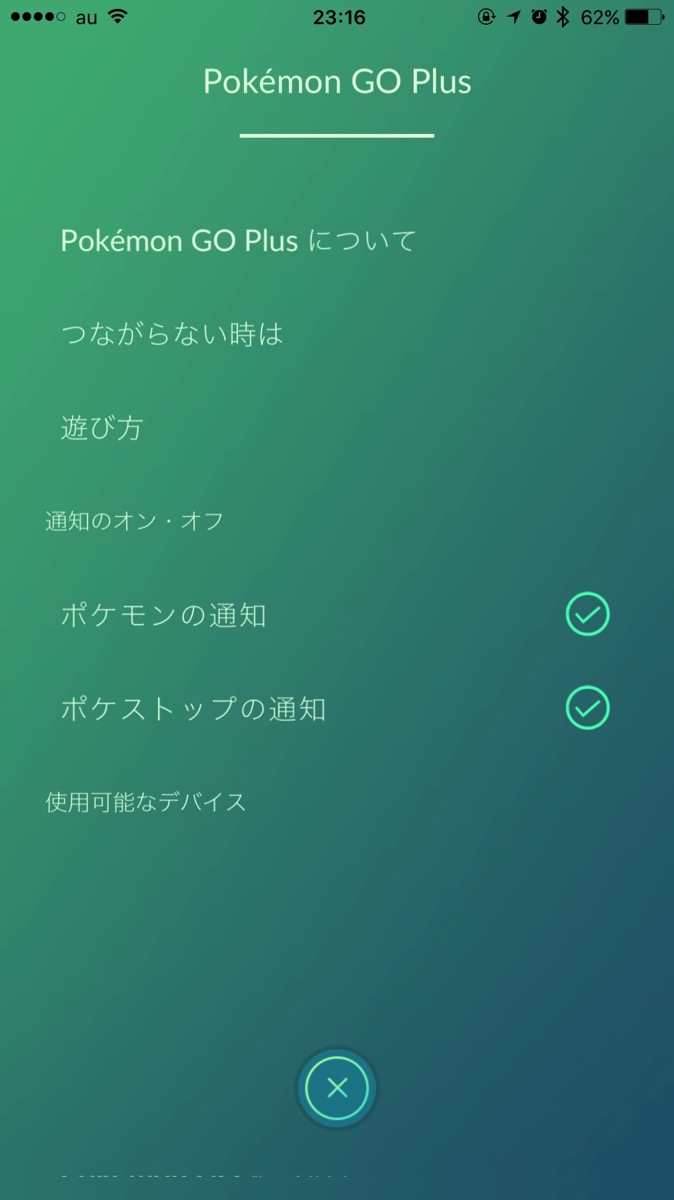 au 23:16 62%
Pokémon GO Plus
Pokémon GO Plus について
つながらない時は
遊び方
通知のオン・オフ
ポケモンの通知
ポケストップの通知
使用可能なデバイス